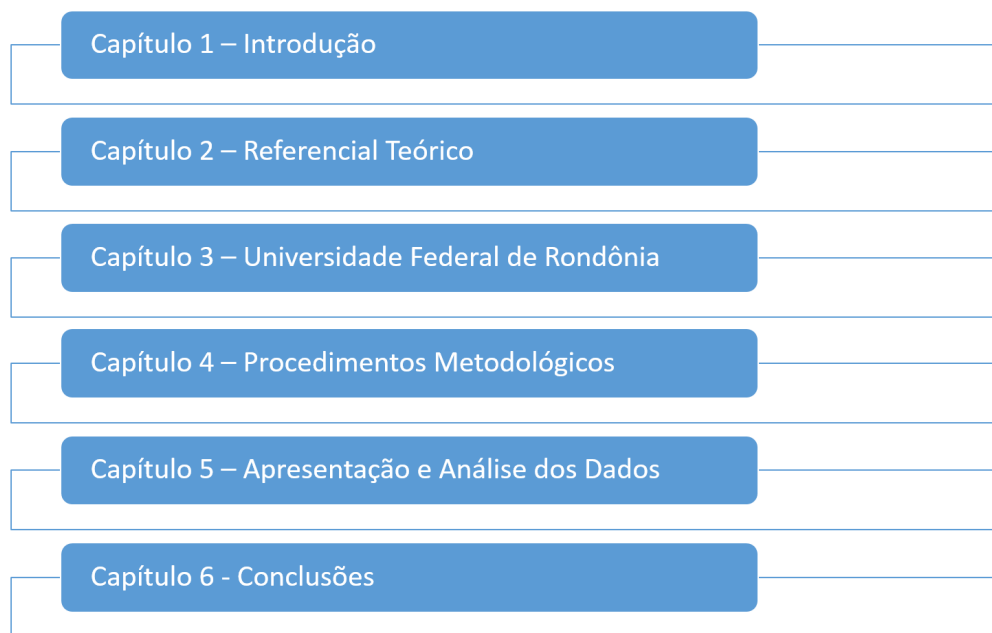 Capítulo 1 – Introdução
Capítulo 2 – Referencial Teórico
Capítulo 3 – Universidade Federal de Rondônia
Capítulo 4 – Procedimentos Metodológicos
Capítulo 5 – Apresentação e Análise dos Dados
Capítulo 6 - Conclusões